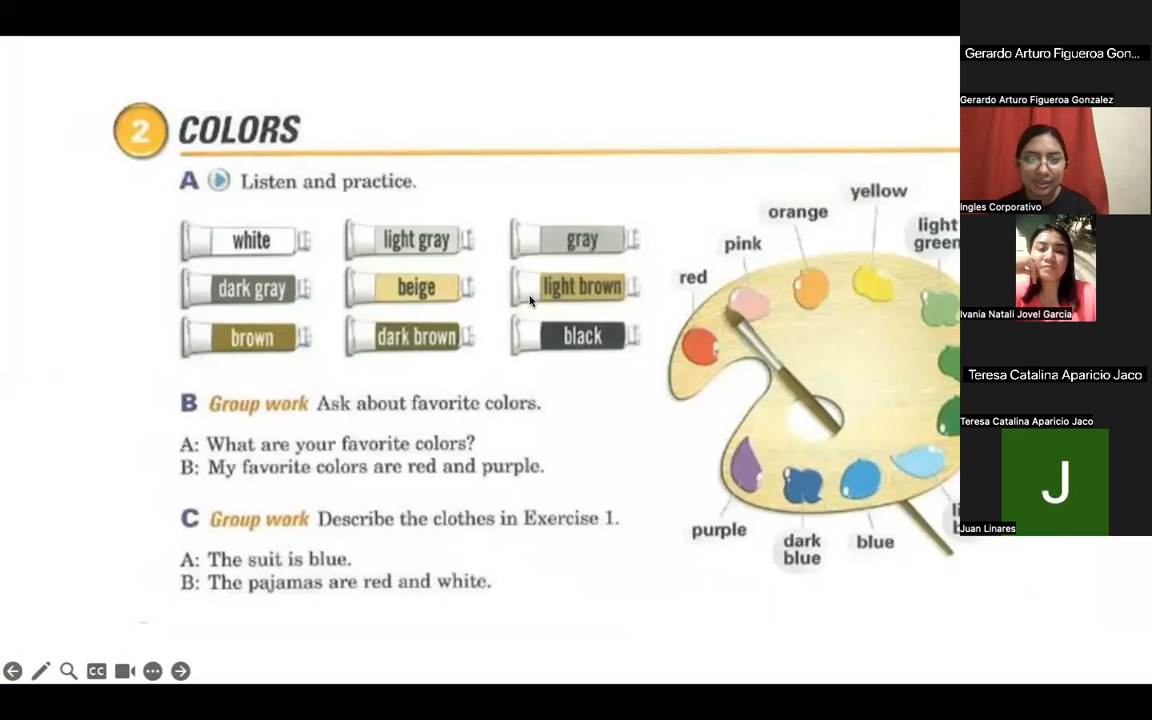 2 COLORS
A Listen and practice.
white light gray gray
dark gray beige light brown
brown dark brown black
B Group work Ask about favorite colors.
A: What are your favorite colors?
B: My favorite colors are red and purple.
C Group work Describe the clothes in Exercise 1.
A: The suit is blue.
B: The pajamas are red and white.
red
pink
orange
yellow
light
green
purple
dark
blue
blue
CC
Gerardo Arturo Figueroa Gon...
Gerardo Arturo Figueroa Gonzalez
Ingles Corporativo
Ivania Natali Jovel Garcia
Teresa Catalina Aparicio Jaco
Teresa Catalina Aparicio Jaco
J
Juan Linares